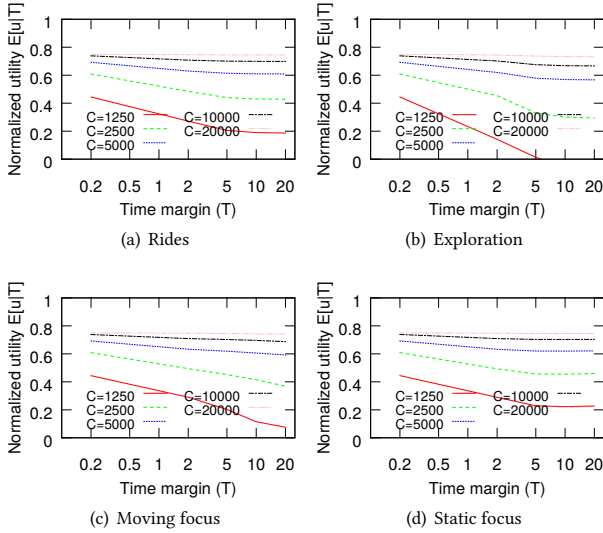 Normalized utility E[u|T]
1
0.8
0.6
0.4
0.2
0
C=1250
C=2500
C=5000
C=10000
C=20000
0.2 0.5 1 2 5 10 20
Time margin (T)
(a) Rides
Normalized utility E[u|T]
1
0.8
0.6
0.4
0.2
0
C=1250
C=2500
C=5000
C=10000
C=20000
0.2 0.5 1 2 5 10 20
Time margin (T)
(b) Exploration
Normalized utility E[u|T]
1
0.8
0.6
0.4
0.2
0
C=1250
C=2500
C=5000
C=10000
C=20000
0.2 0.5 1 2 5 10 20
Time margin (T)
(c) Moving focus
Normalized utility E[u|T]
1
0.8
0.6
0.4
0.2
0
C=1250
C=2500
C=5000
C=10000
C=20000
0.2 0.5 1 2 5 10 20
Time margin (T)
(d) Static focus